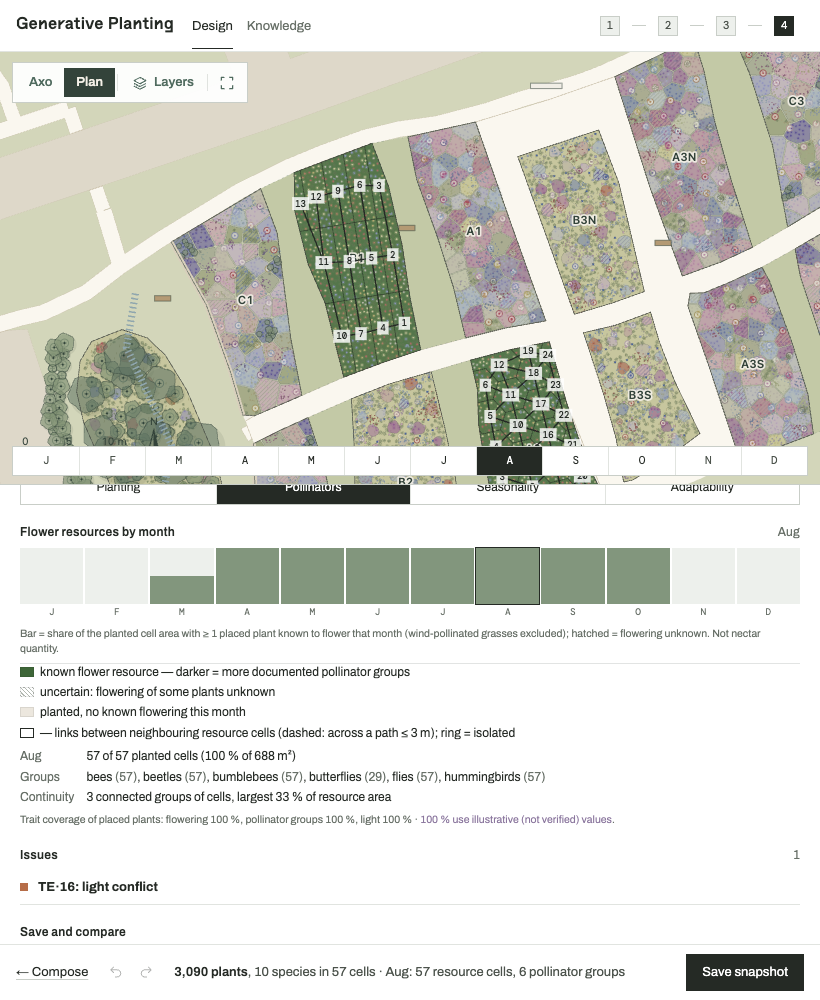 Generative Planting
Design
Knowledge
1 — 2 — 3 — 4
Axo
Plan
Layers
C3
A3N
B3N
A1
C1
13 12 9 6 3
11 8 5 2
10 7 4 1
A3S
B3S
19 24
12 18
6 11 23
17
5 22
10
16
B2
0 5 10 m
N
J F M A M J J A S O N D
Planting
Pollinators
Seasonality
Adaptability
Flower resources by month
Aug
J F M A M J J A S O N D
Bar = share of the planted cell area with ≥ 1 placed plant known to flower that month (wind-pollinated grasses excluded); hatched = flowering unknown. Not nectar
quantity.
known flower resource — darker = more documented pollinator groups
uncertain: flowering of some plants unknown
planted, no known flowering this month
— links between neighbouring resource cells (dashed: across a path ≤ 3 m); ring = isolated
Aug 57 of 57 planted cells (100 % of 688 m²)
Groups bees (57), beetles (57), bumblebees (57), butterflies (29), flies (57), hummingbirds (57)
Continuity 3 connected groups of cells, largest 33 % of resource area
Trait coverage of placed plants: flowering 100 %, pollinator groups 100 %, light 100 % · 100 % use illustrative (not verified) values.
Issues
1
TE·16: light conflict
Save and compare
← Compose
3,090 plants, 10 species in 57 cells · Aug: 57 resource cells, 6 pollinator groups
Save snapshot